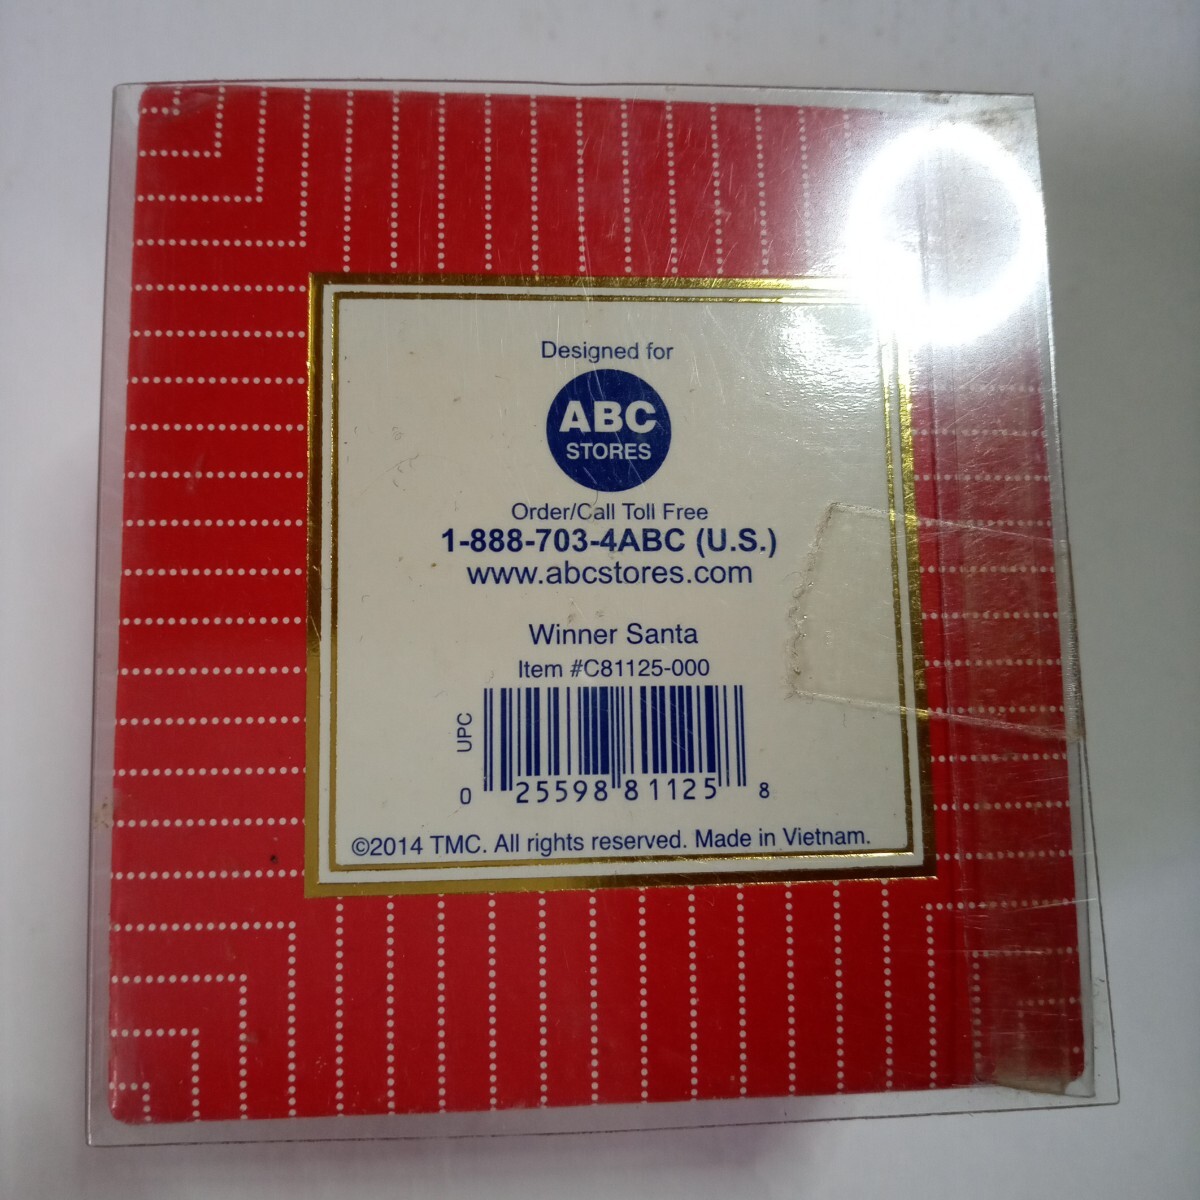 Designed for
ABC
STORES
Order/Call Toll Free
1-888-703-4ABC (U.S.)
www.abcstores.com
Winner Santa
Item #C81125-000
UPC
0 25598 81125 8
©2014 TMC. All rights reserved. Made in Vietnam.